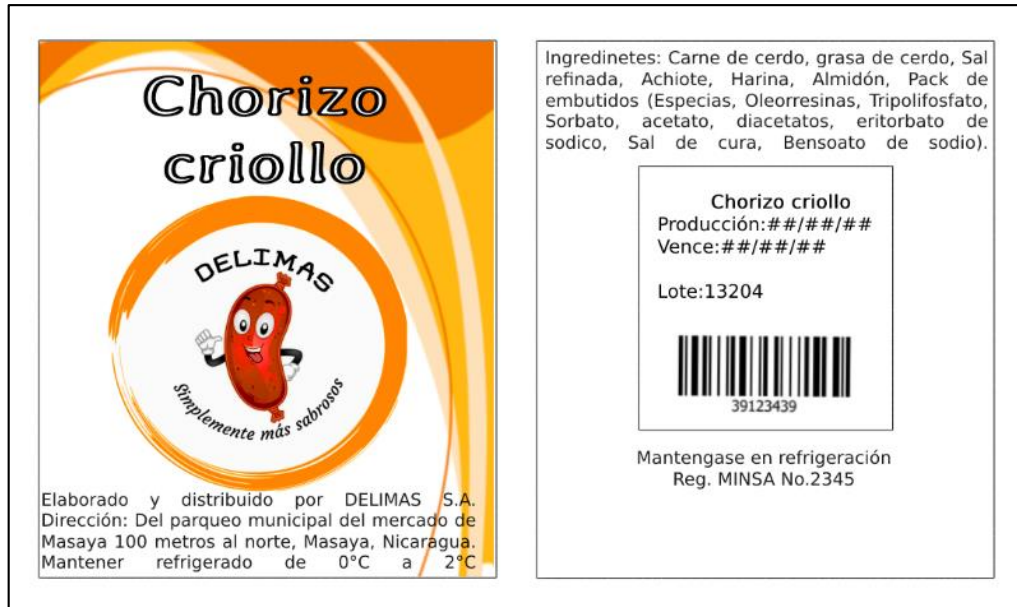 Chorizo
criollo
DELIMAS
Simplemente más sabrosos
Elaborado y distribuido por DELIMAS S.A.
Dirección: Del parqueo municipal del mercado de
Masaya 100 metros al norte, Masaya, Nicaragua.
Mantener refrigerado de 0°C a 2°C
Ingredinetes: Carne de cerdo, grasa de cerdo, Sal
refinada, Achiote, Harina, Almidón, Pack de
embutidos (Especias, Oleorresinas, Tripolifosfato,
Sorbato, acetato, diacetatos, eritorbato de
sodico, Sal de cura, Bensoato de sodio).
Chorizo criollo
Producción:##/##/##
Vence:##/##/##
Lote:13204
39123439
Mantengase en refrigeración
Reg. MINSA No.2345